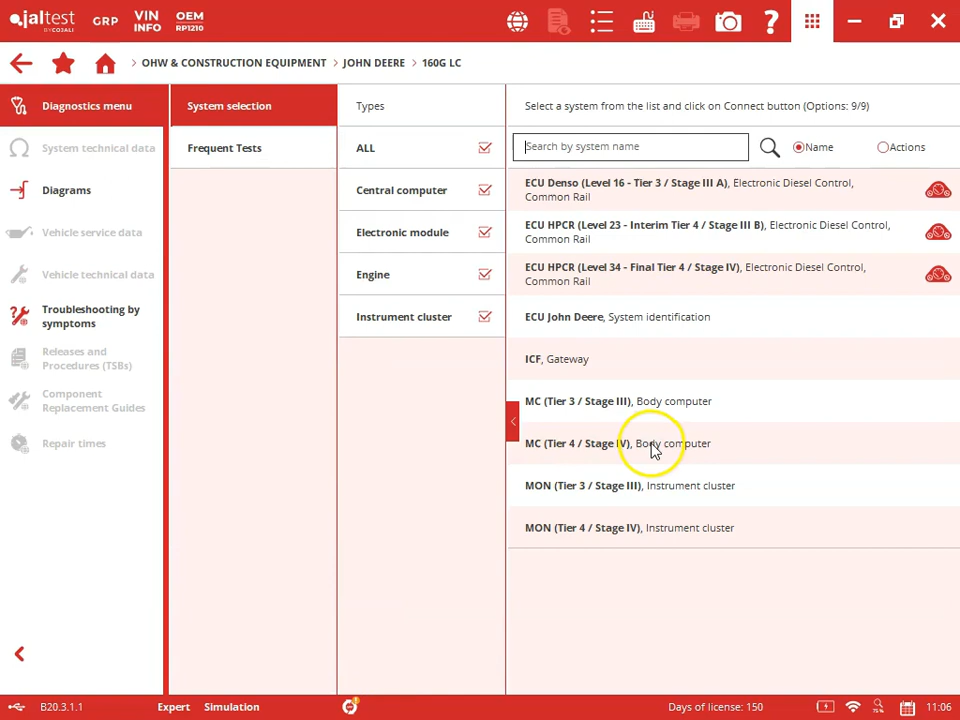 jaltest
BY COJALI
GRP
VIN
INFO
OEM
RP1210
?
> OHW & CONSTRUCTION EQUIPMENT > JOHN DEERE > 160G LC
Diagnostics menu
System technical data
Diagrams
Vehicle service data
Vehicle technical data
Troubleshooting by
symptoms
Releases and
Procedures (TSBs)
Component
Replacement Guides
Repair times
System selection
Frequent Tests
Types
ALL
Central computer
Electronic module
Engine
Instrument cluster
Select a system from the list and click on Connect button (Options: 9/9)
Search by system name
Name
Actions
ECU Denso (Level 16 - Tier 3 / Stage III A), Electronic Diesel Control,
Common Rail
ECU HPCR (Level 23 - Interim Tier 4 / Stage III B), Electronic Diesel Control,
Common Rail
ECU HPCR (Level 34 - Final Tier 4 / Stage IV), Electronic Diesel Control,
Common Rail
ECU John Deere, System identification
ICF, Gateway
MC (Tier 3 / Stage III), Body computer
MC (Tier 4 / Stage IV), Body computer
MON (Tier 3 / Stage III), Instrument cluster
MON (Tier 4 / Stage IV), Instrument cluster
B20.3.1.1
Expert
Simulation
Days of license: 150
75%
11:06